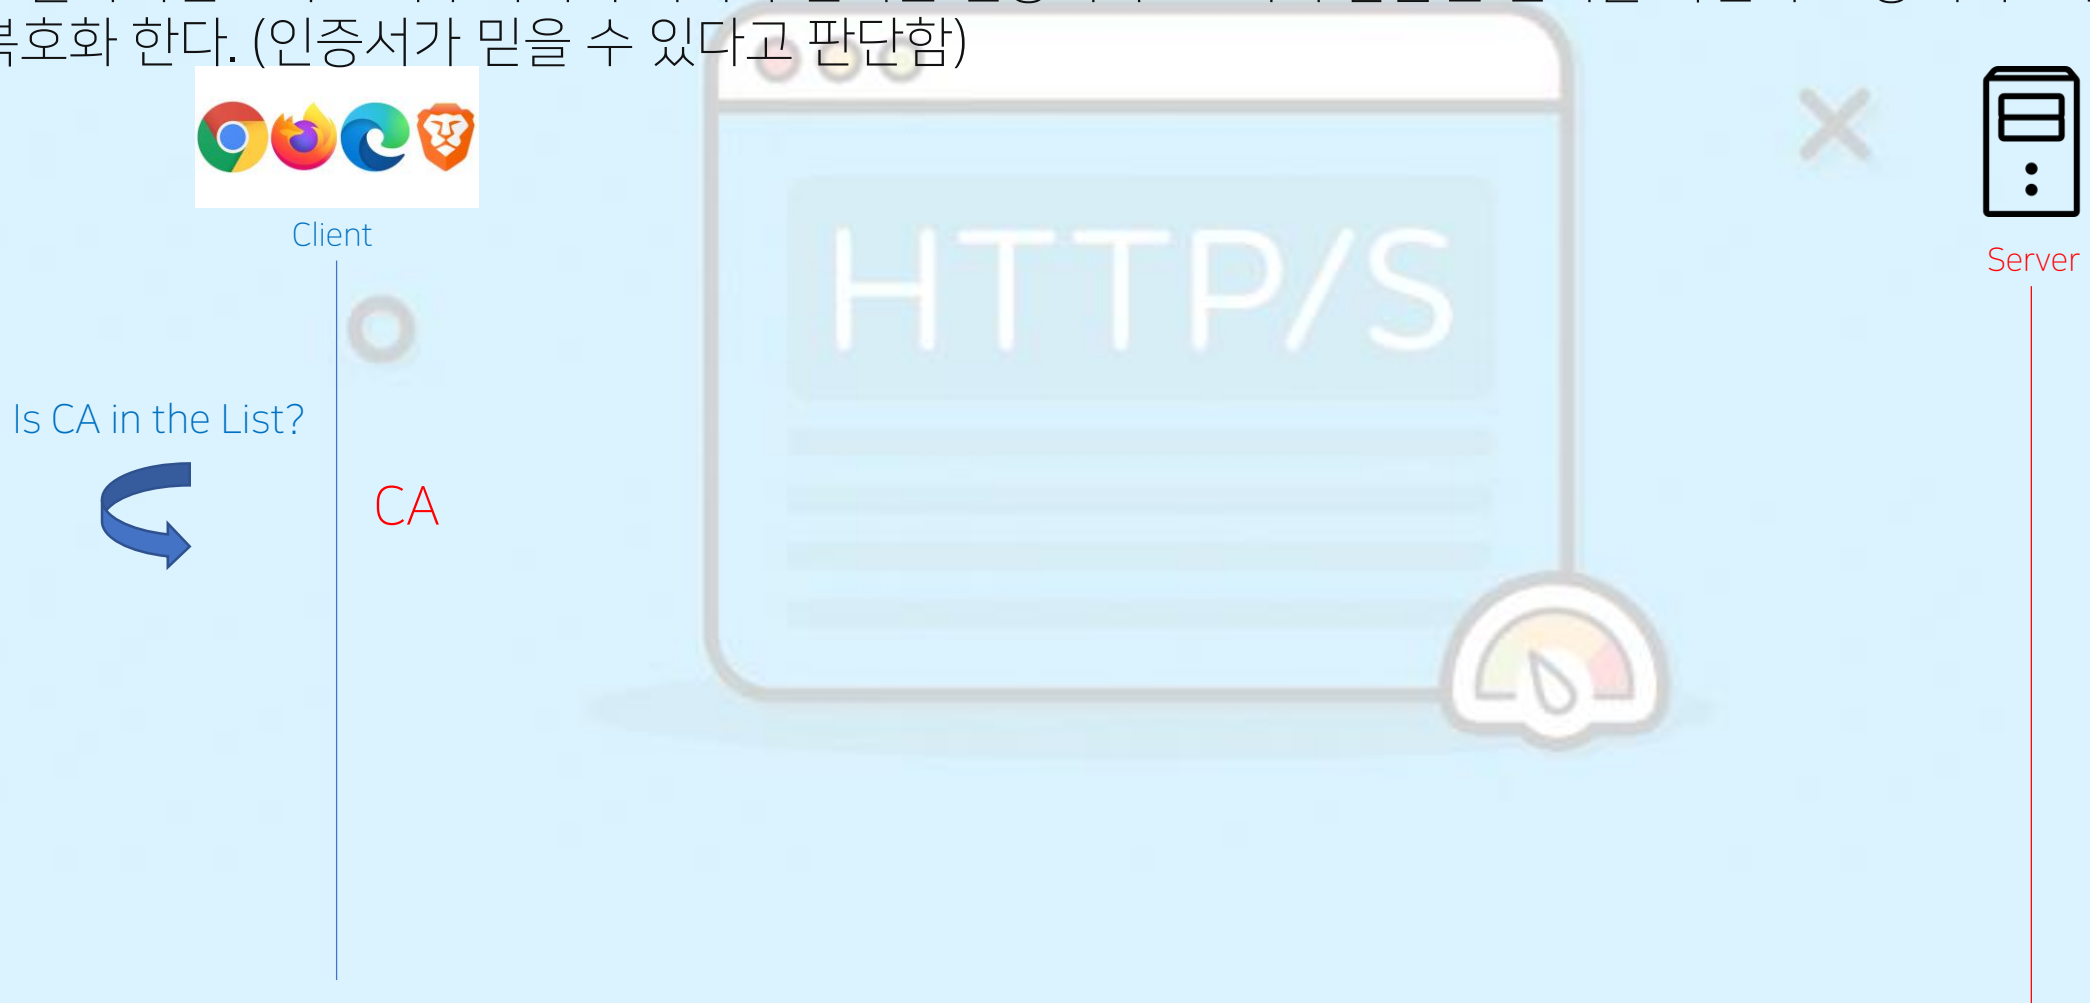 복호화 한다. (인증서가 믿을 수 있다고 판단함)
Client
Server
HTTP/S
Is CA in the List?
CA